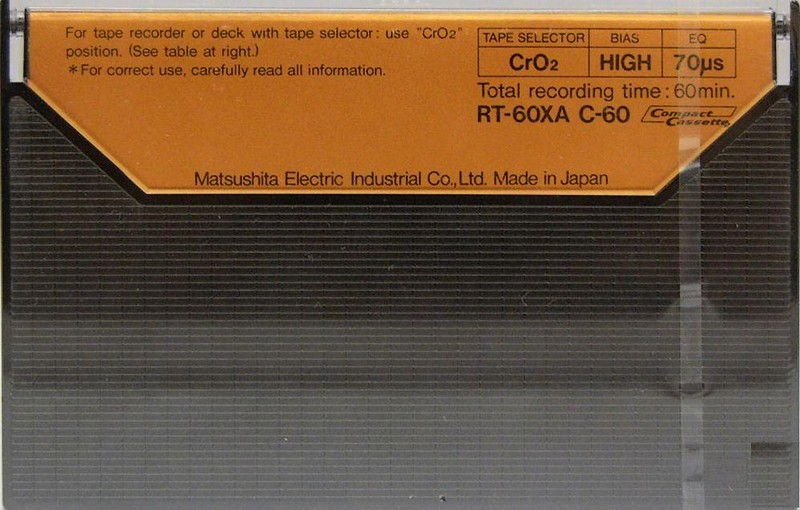 For tape recorder or deck with tape selector: use "CrO2"
position. (See table at right.)
*For correct use, carefully read all information.
TAPE SELECTOR BIAS EQ
CrO2 HIGH 70µs
Total recording time: 60min.
RT-60XA C-60 Compact Cassette
Matsushita Electric Industrial Co., Ltd. Made in Japan